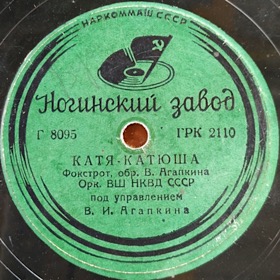 НАРКОММАШ СССР
Ногинский завод
Г 8095 ГРК 2110
КАТЯ-КАТЮША
Фокстрот, обр. В. Агапкина
Орк. ВШ НКВД СССР
под управлением
В. И. Агапкина